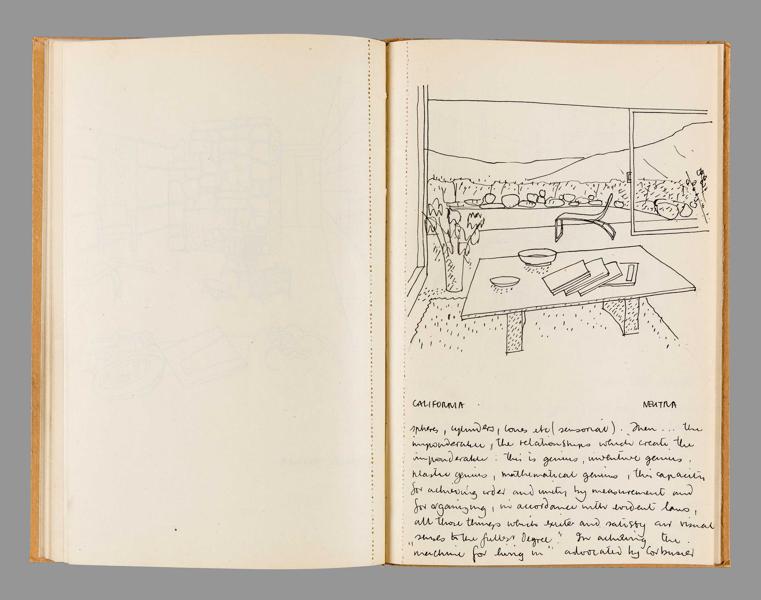 CALIFORNIA NEUTRA
spheres, cylinders, cones etc (sensorial). Then ... the
imponderable, the relationships which create the
imponderable. This is genius, inventive genius,
plastic genius, mathematical genius, this capacity
for achieving order and unity by measurement and
for organizing, in accordance with evident laws,
all those things which excite and satisfy our visual
senses to the fullest degree." In achieving the
"machine for living in" advocated by Corbusier